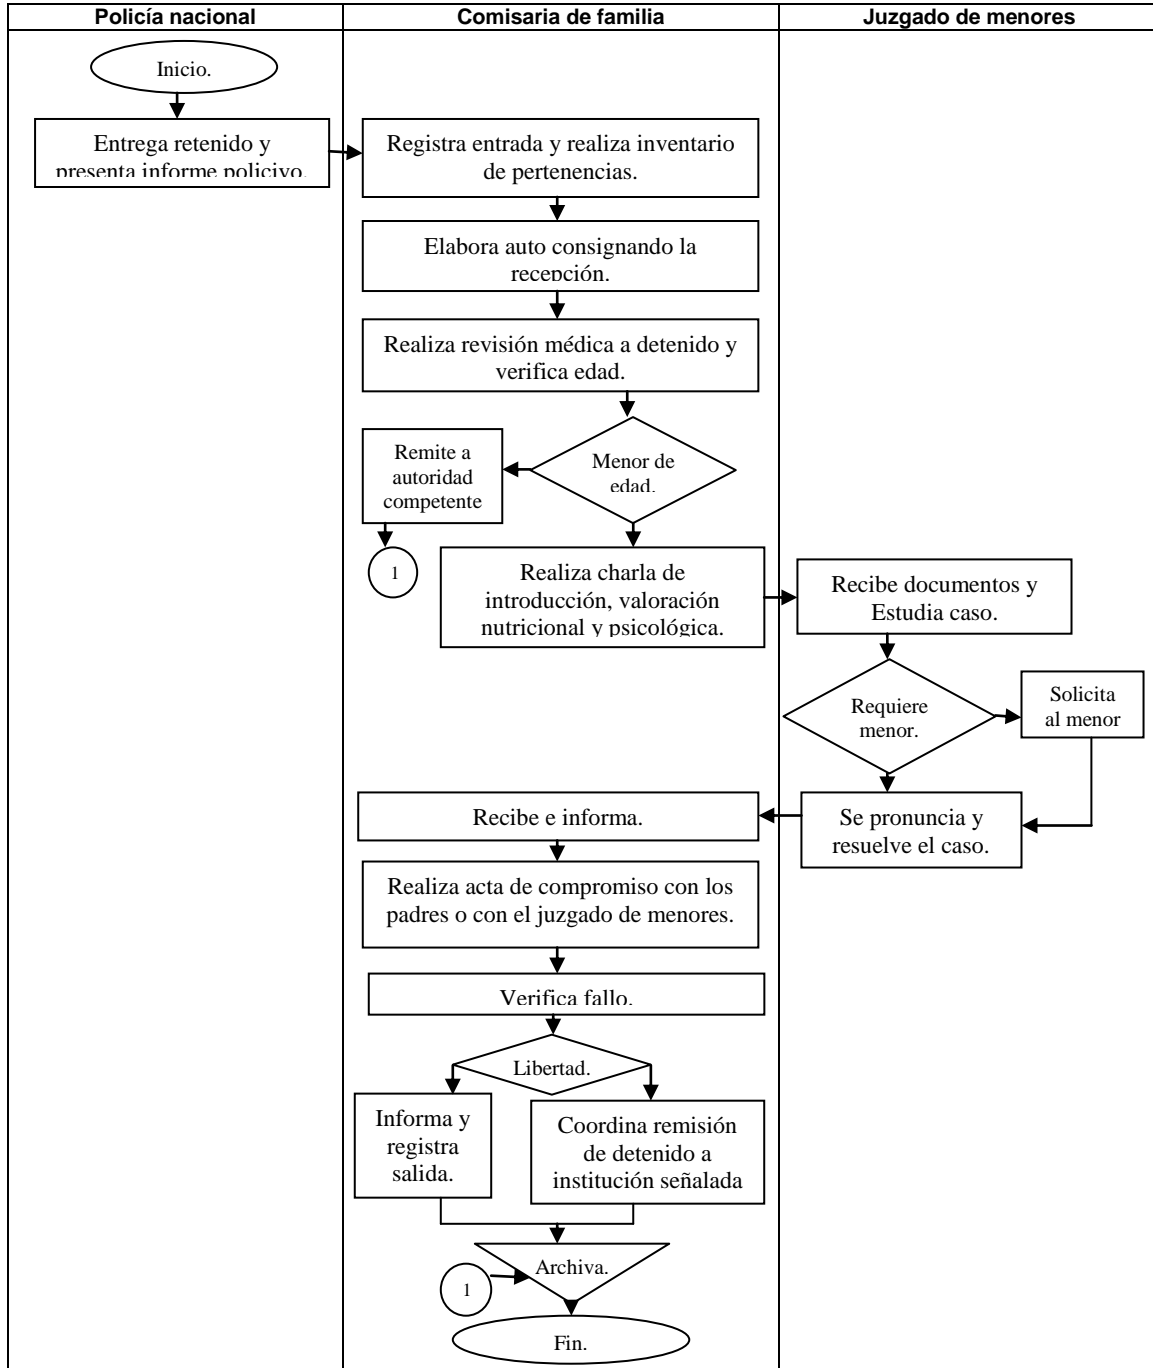 Policía nacional
Comisaria de familia
Juzgado de menores
Inicio.
Entrega retenido y
presenta informe policivo.
Registra entrada y realiza inventario
de pertenencias.
Elabora auto consignando la
recepción.
Realiza revisión médica a detenido y
verifica edad.
Menor de
edad.
Remite a
autoridad
competente
1
Realiza charla de
introducción, valoración
nutricional y psicológica.
Recibe documentos y
Estudia caso.
Requiere
menor.
Solicita
al menor
Se pronuncia y
resuelve el caso.
Recibe e informa.
Realiza acta de compromiso con los
padres o con el juzgado de menores.
Verifica fallo.
Libertad.
Informa y
registra
salida.
Coordina remisión
de detenido a
institución señalada
Archiva.
1
Fin.